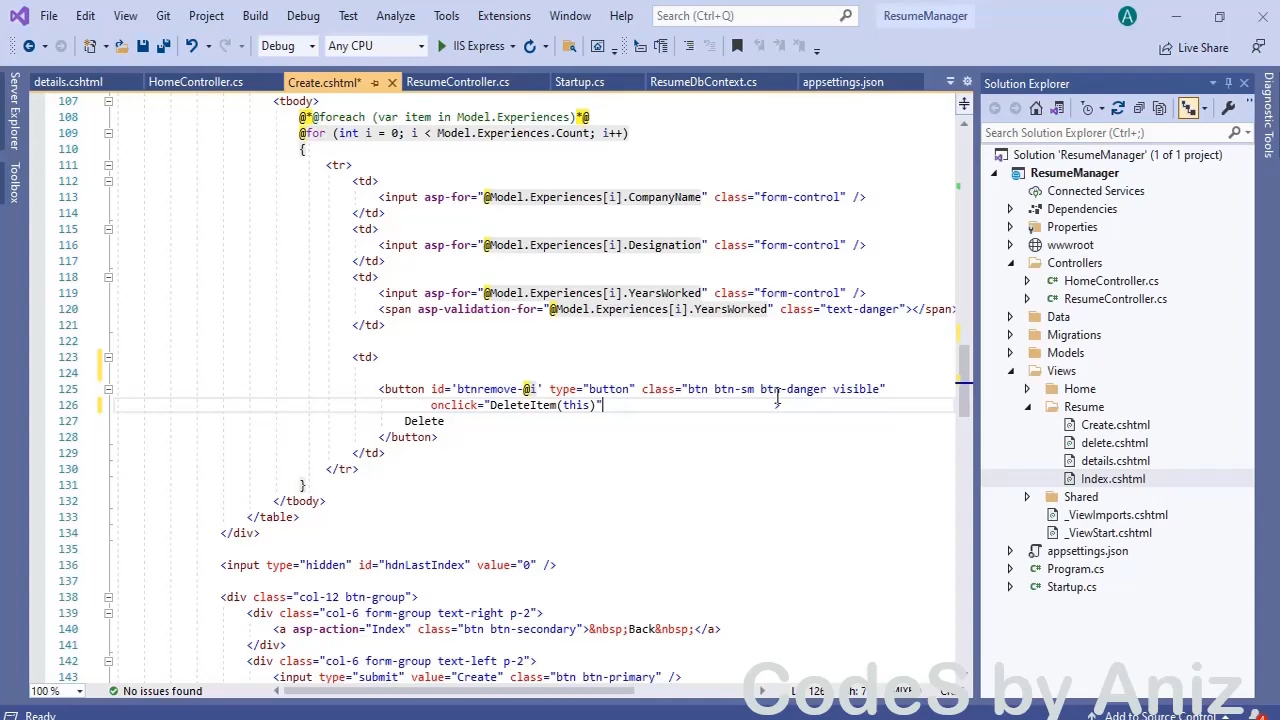 File Edit View Git Project Build Debug Test Analyze Tools Extensions Window Help Search (Ctrl+Q) ResumeManager A
Debug Any CPU IIS Express Live Share
Server Explorer
Toolbox
details.cshtml HomeController.cs Create.cshtml* ResumeController.cs Startup.cs ResumeDbContext.cs appsettings.json
107 <tbody>
108 @*@foreach (var item in Model.Experiences)*@
109 @for (int i = 0; i < Model.Experiences.Count; i++)
110 {
111 <tr>
112 <td>
113 <input asp-for="@Model.Experiences[i].CompanyName" class="form-control" />
114 </td>
115 <td>
116 <input asp-for="@Model.Experiences[i].Designation" class="form-control" />
117 </td>
118 <td>
119 <input asp-for="@Model.Experiences[i].YearsWorked" class="form-control" />
120 <span asp-validation-for="@Model.Experiences[i].YearsWorked" class="text-danger"></span>
121 </td>
122
123 <td>
124
125 <button id='btnremove-@i' type="button" class="btn btn-sm btn-danger visible"
126 onclick="DeleteItem(this)" >
127 Delete
128 </button>
129 </td>
130 </tr>
131 }
132 </tbody>
133 </table>
134 </div>
135
136 <input type="hidden" id="hdnLastIndex" value="0" />
137
138 <div class="col-12 btn-group">
139 <div class="col-6 form-group text-right p-2">
140 <a asp-action="Index" class="btn btn-secondary">&nbsp;Back&nbsp;</a>
141 </div>
142 <div class="col-6 form-group text-left p-2">
143 <input type="submit" value="Create" class="btn btn-primary" />
100 % No issues found
Ready Add to Source Control
Solution Explorer
Search Solution Explorer (Ctrl+;)
Solution 'ResumeManager' (1 of 1 project)
ResumeManager
Connected Services
Dependencies
Properties
wwwroot
Controllers
HomeController.cs
ResumeController.cs
Data
Migrations
Models
Views
Home
Resume
Create.cshtml
delete.cshtml
details.cshtml
Index.cshtml
Shared
_ViewImports.cshtml
_ViewStart.cshtml
appsettings.json
Program.cs
Startup.cs
Diagnostic Tools
CodeS by Aniz